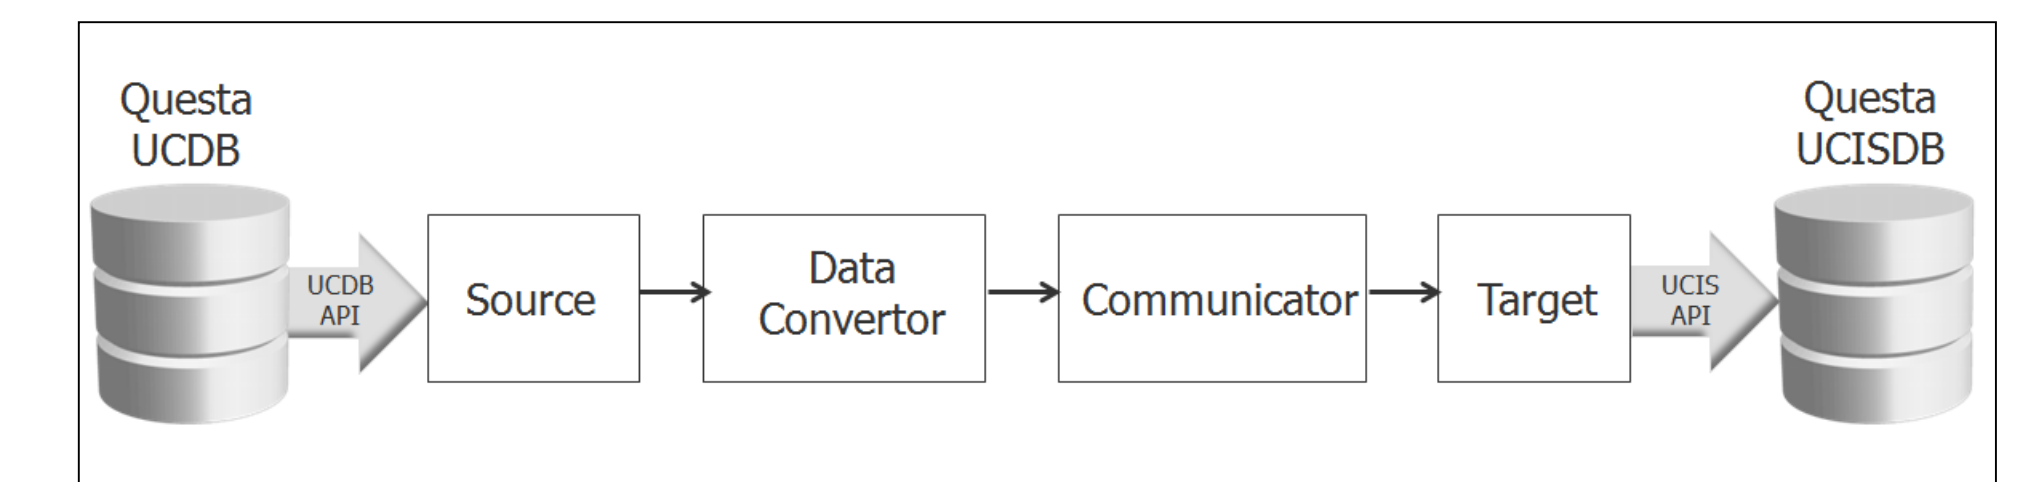 Questa
UCDB
UCDB
API
Source
Data
Convertor
Communicator
Target
UCIS
API
Questa
UCISDB